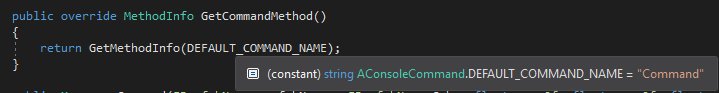 public override MethodInfo GetCommandMethod()
{
return GetMethodInfo(DEFAULT_COMMAND_NAME);
}
(constant) string AConsoleCommand.DEFAULT_COMMAND_NAME = "Command"